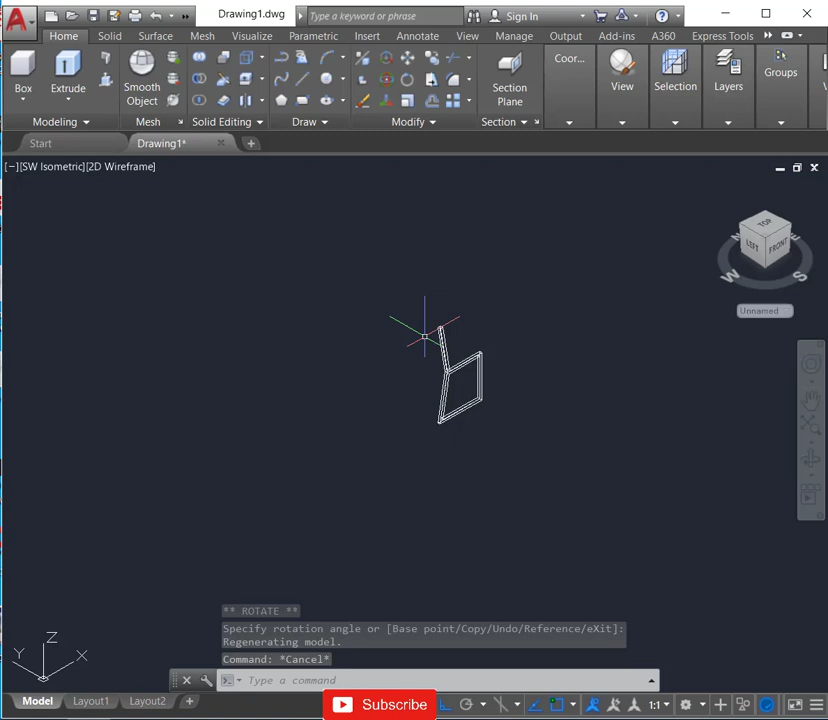 Drawing1.dwg
Type a keyword or phrase
Sign In
Home Solid Surface Mesh Visualize Parametric Insert Annotate View Manage Output Add-ins A360 Express Tools
Box Extrude Smooth Object
Section Plane
Coor...
View Selection Layers Groups
Modeling Mesh Solid Editing Draw Modify Section
Start Drawing1*
[−][SW Isometric][2D Wireframe]
TOP
LEFT FRONT
W S
Unnamed
** ROTATE **
Specify rotation angle or [Base point/Copy/Undo/Reference/eXit]:
Regenerating model.
Command: *Cancel*
Type a command
Z
Y X
Model Layout1 Layout2
Subscribe
1:1